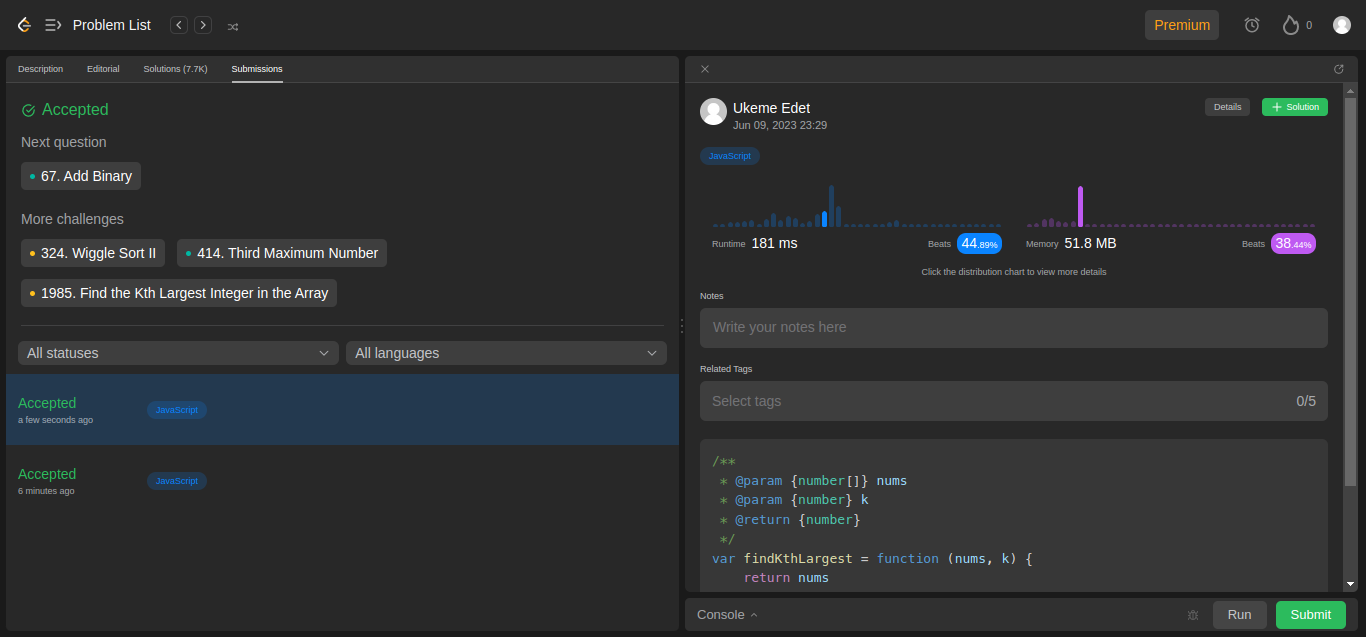 Problem List
Premium
0
Description Editorial Solutions (7.7K) Submissions
Accepted
Next question
67. Add Binary
More challenges
324. Wiggle Sort II 414. Third Maximum Number
1985. Find the Kth Largest Integer in the Array
All statuses All languages
Accepted
a few seconds ago
JavaScript
Accepted
6 minutes ago
JavaScript
Ukeme Edet
Jun 09, 2023 23:29
Details + Solution
JavaScript
Runtime 181 ms Beats 44.89% Memory 51.8 MB Beats 38.44%
Click the distribution chart to view more details
Notes
Write your notes here
Related Tags
Select tags 0/5
/**
 * @param {number[]} nums
 * @param {number} k
 * @return {number}
 */
var findKthLargest = function (nums, k) {
    return nums
Console Run Submit